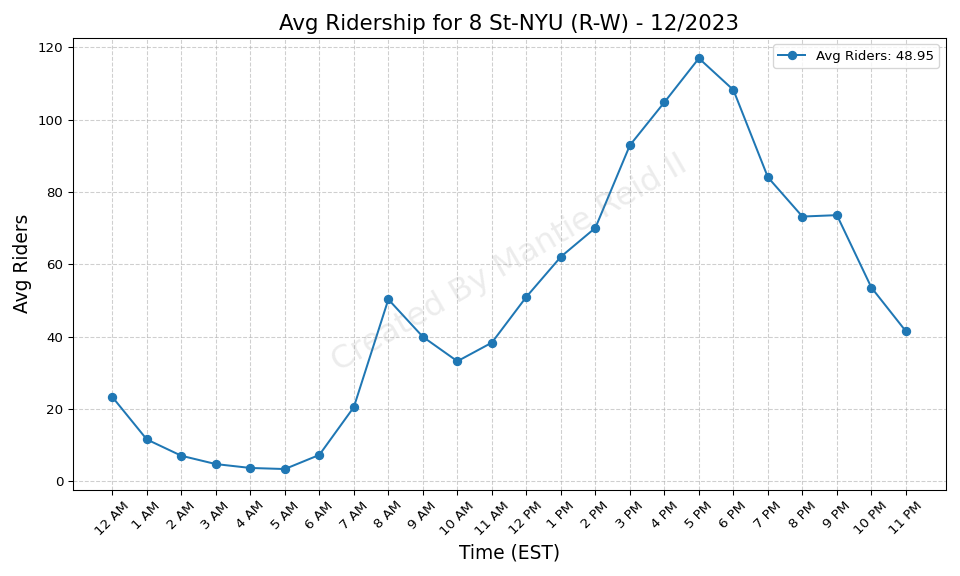 Avg Ridership for 8 St-NYU (R-W) - 12/2023
Avg Riders: 48.95
120
100
80
60
40
20
0
Avg Riders
Created By Mantie Reid II
12 AM
1 AM
2 AM
3 AM
4 AM
5 AM
6 AM
7 AM
8 AM
9 AM
10 AM
11 AM
12 PM
1 PM
2 PM
3 PM
4 PM
5 PM
6 PM
7 PM
8 PM
9 PM
10 PM
11 PM
Time (EST)